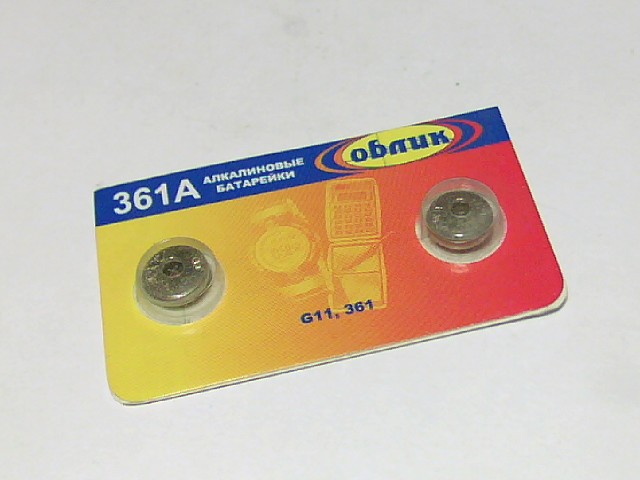 361A
АЛКАЛИНОВЫЕ
БАТАРЕЙКИ
облик
G11, 361